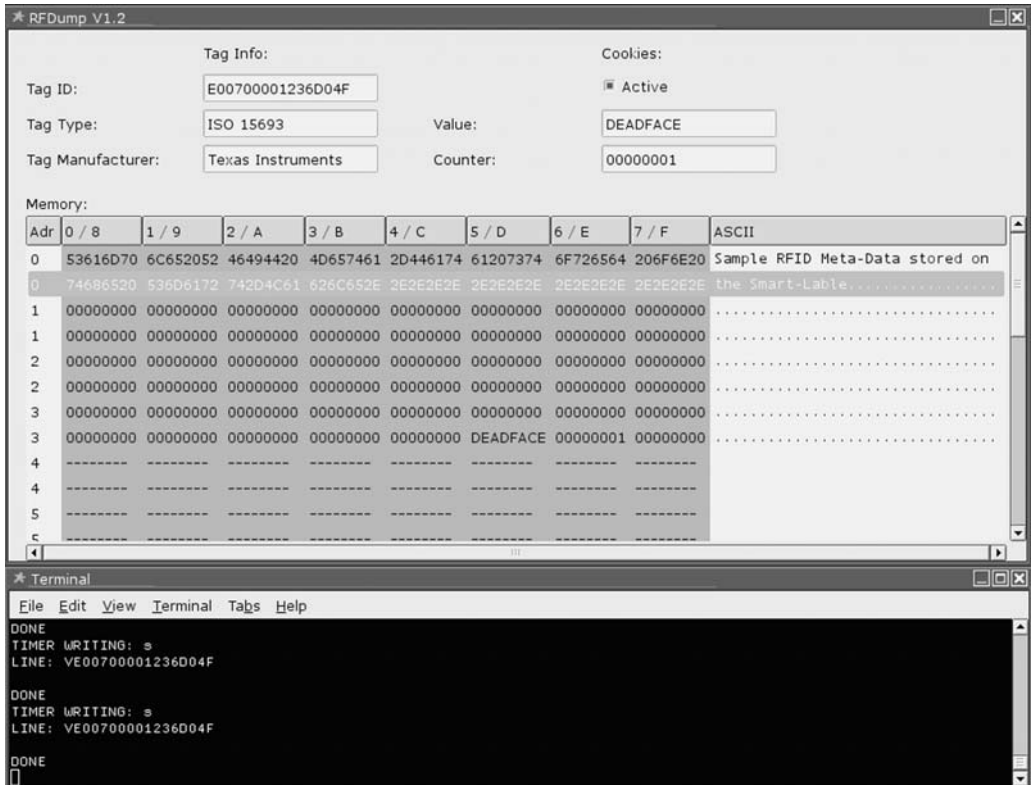 RFDump V1.2
Tag Info: Cookies:
Tag ID: E00700001236D04F Active
Tag Type: ISO 15693 Value: DEADFACE
Tag Manufacturer: Texas Instruments Counter: 00000001
Memory:
Adr 0 / 8 1 / 9 2 / A 3 / B 4 / C 5 / D 6 / E 7 / F ASCII
0 53616D70 6C652052 46494420 4D657461 2D446174 61207374 6F726564 206F6E20 Sample RFID Meta-Data stored on
0 74686520 536D6172 742D4C61 626C652E 2E2E2E2E 2E2E2E2E 2E2E2E2E 2E2E2E2E the Smart-Lable.................
1 00000000 00000000 00000000 00000000 00000000 00000000 00000000 00000000 ................................
1 00000000 00000000 00000000 00000000 00000000 00000000 00000000 00000000 ................................
2 00000000 00000000 00000000 00000000 00000000 00000000 00000000 00000000 ................................
2 00000000 00000000 00000000 00000000 00000000 00000000 00000000 00000000 ................................
3 00000000 00000000 00000000 00000000 00000000 00000000 00000000 00000000 ................................
3 00000000 00000000 00000000 00000000 00000000 DEADFACE 00000001 00000000 ................................
4 -------- -------- -------- -------- -------- -------- -------- --------
4 -------- -------- -------- -------- -------- -------- -------- --------
5 -------- -------- -------- -------- -------- -------- -------- --------
5 -------- -------- -------- -------- -------- -------- -------- --------
Terminal
File Edit View Terminal Tabs Help
DONE
TIMER WRITING: s
LINE: VE00700001236D04F
DONE
TIMER WRITING: s
LINE: VE00700001236D04F
DONE